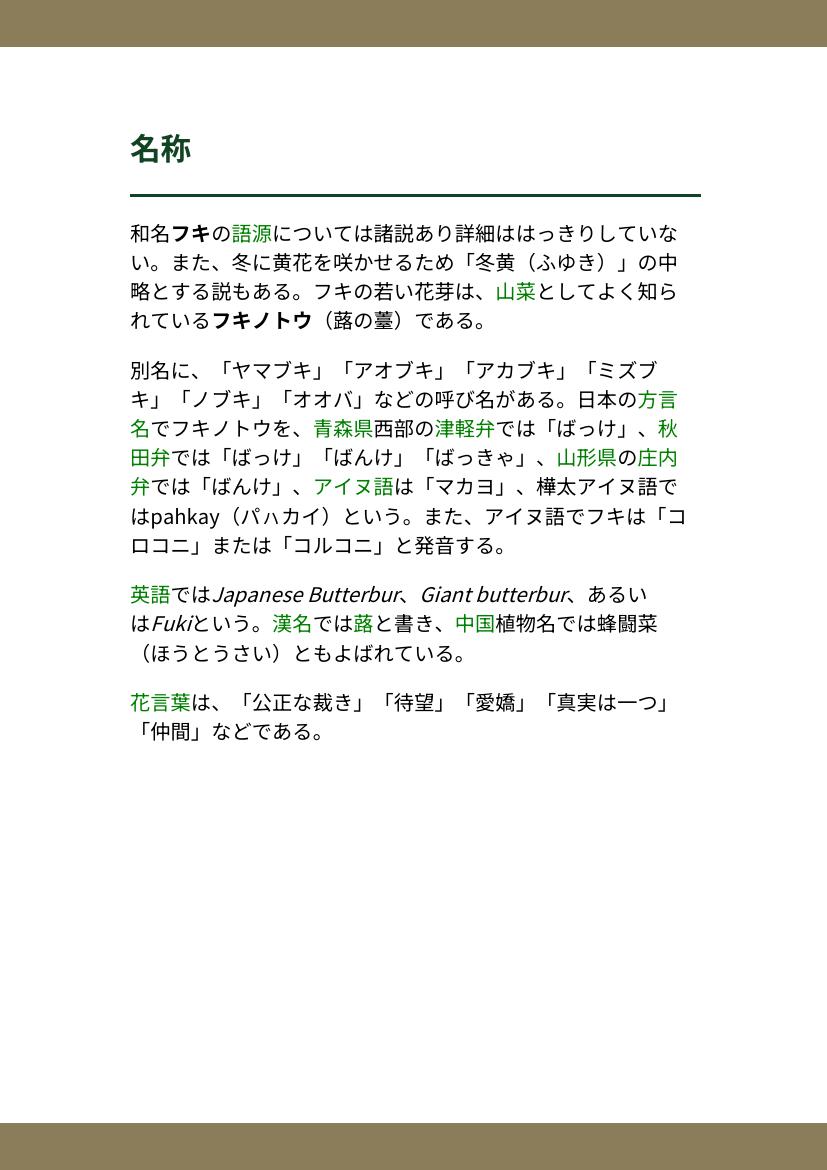 名称
和名フキの語源については諸説あり詳細ははっきりしていな
い。また、冬に黄花を咲かせるため「冬黄（ふゆき）」の中
略とする説もある。フキの若い花芽は、山菜としてよく知ら
れているフキノトウ（蕗の薹）である。
別名に、「ヤマブキ」「アオブキ」「アカブキ」「ミズブ
キ」「ノブキ」「オオバ」などの呼び名がある。日本の方言
名でフキノトウを、青森県西部の津軽弁では「ばっけ」、秋
田弁では「ばっけ」「ばんけ」「ばっきゃ」、山形県の庄内
弁では「ばんけ」、アイヌ語は「マカヨ」、樺太アイヌ語で
はpahkay（パㇵカイ）という。また、アイヌ語でフキは「コ
ロコニ」または「コルコニ」と発音する。
英語ではJapanese Butterbur、Giant butterbur、あるい
はFukiという。漢名では蕗と書き、中国植物名では蜂闘菜
（ほうとうさい）ともよばれている。
花言葉は、「公正な裁き」「待望」「愛嬌」「真実は一つ」
「仲間」などである。